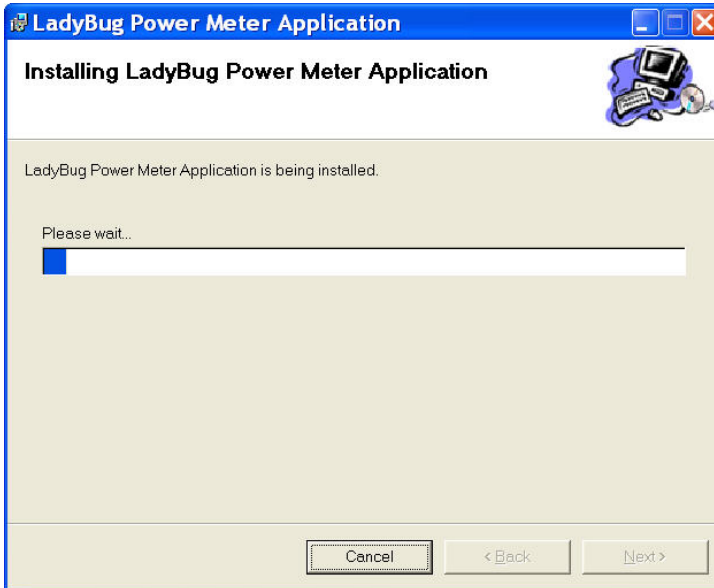 LadyBug Power Meter Application
Installing LadyBug Power Meter Application
LadyBug Power Meter Application is being installed.
Please wait...
Cancel
< Back
Next >